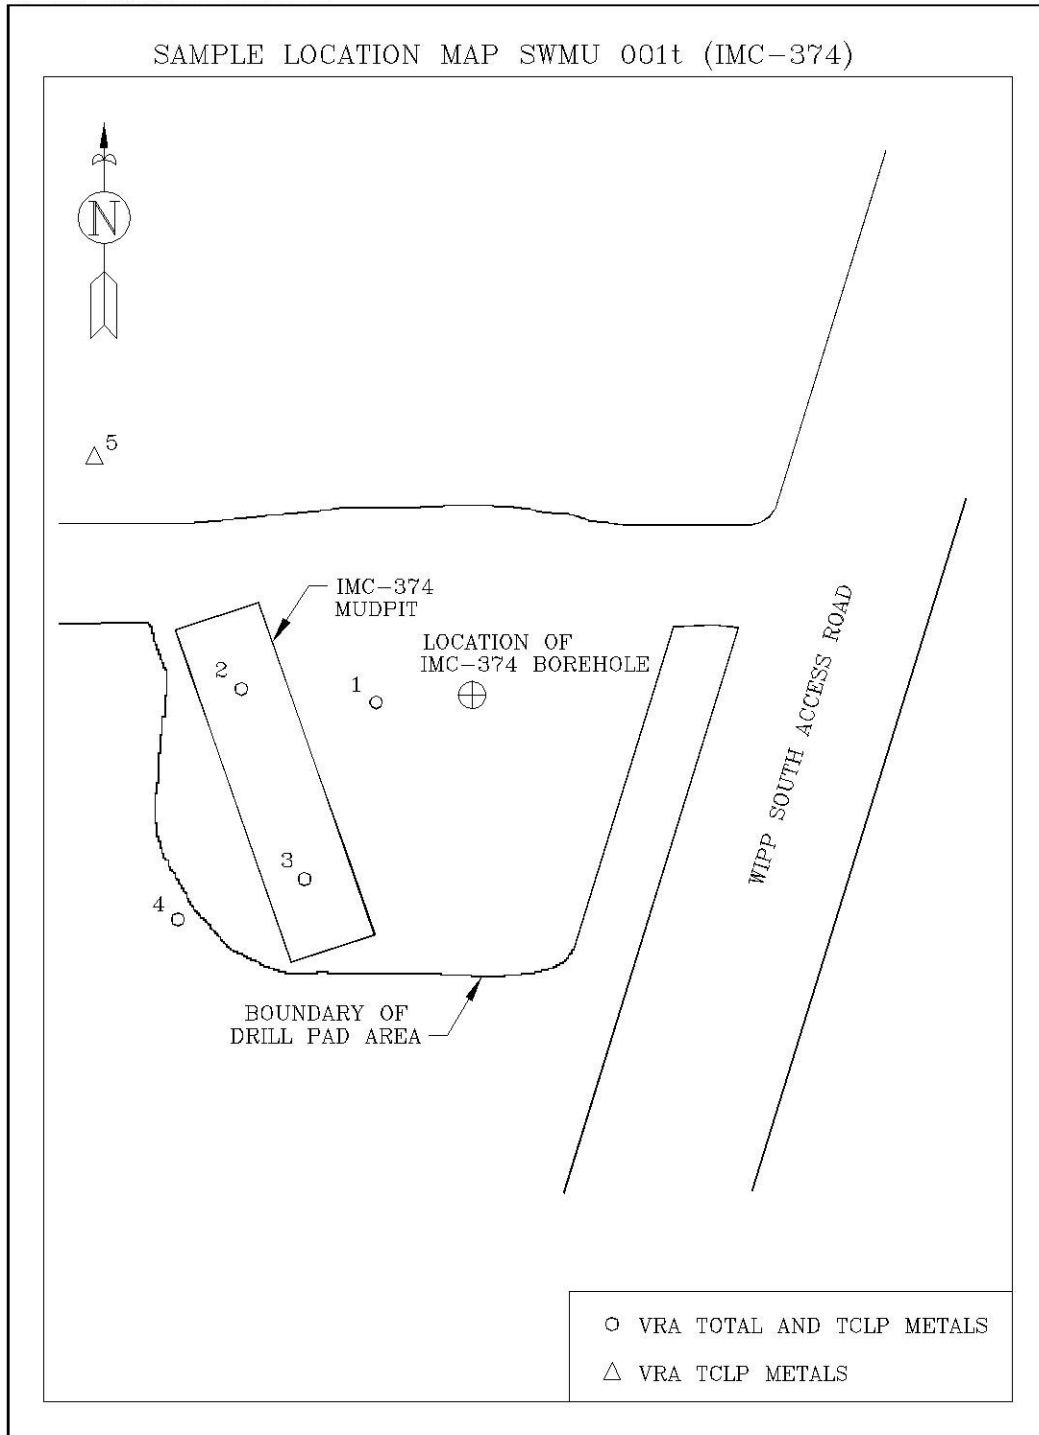 SAMPLE LOCATION MAP SWMU 001t (IMC-374)
N
5
IMC-374
MUDPIT
LOCATION OF
IMC-374 BOREHOLE
2
1
WIPP SOUTH ACCESS ROAD
3
4
BOUNDARY OF
DRILL PAD AREA
VRA TOTAL AND TCLP METALS
VRA TCLP METALS